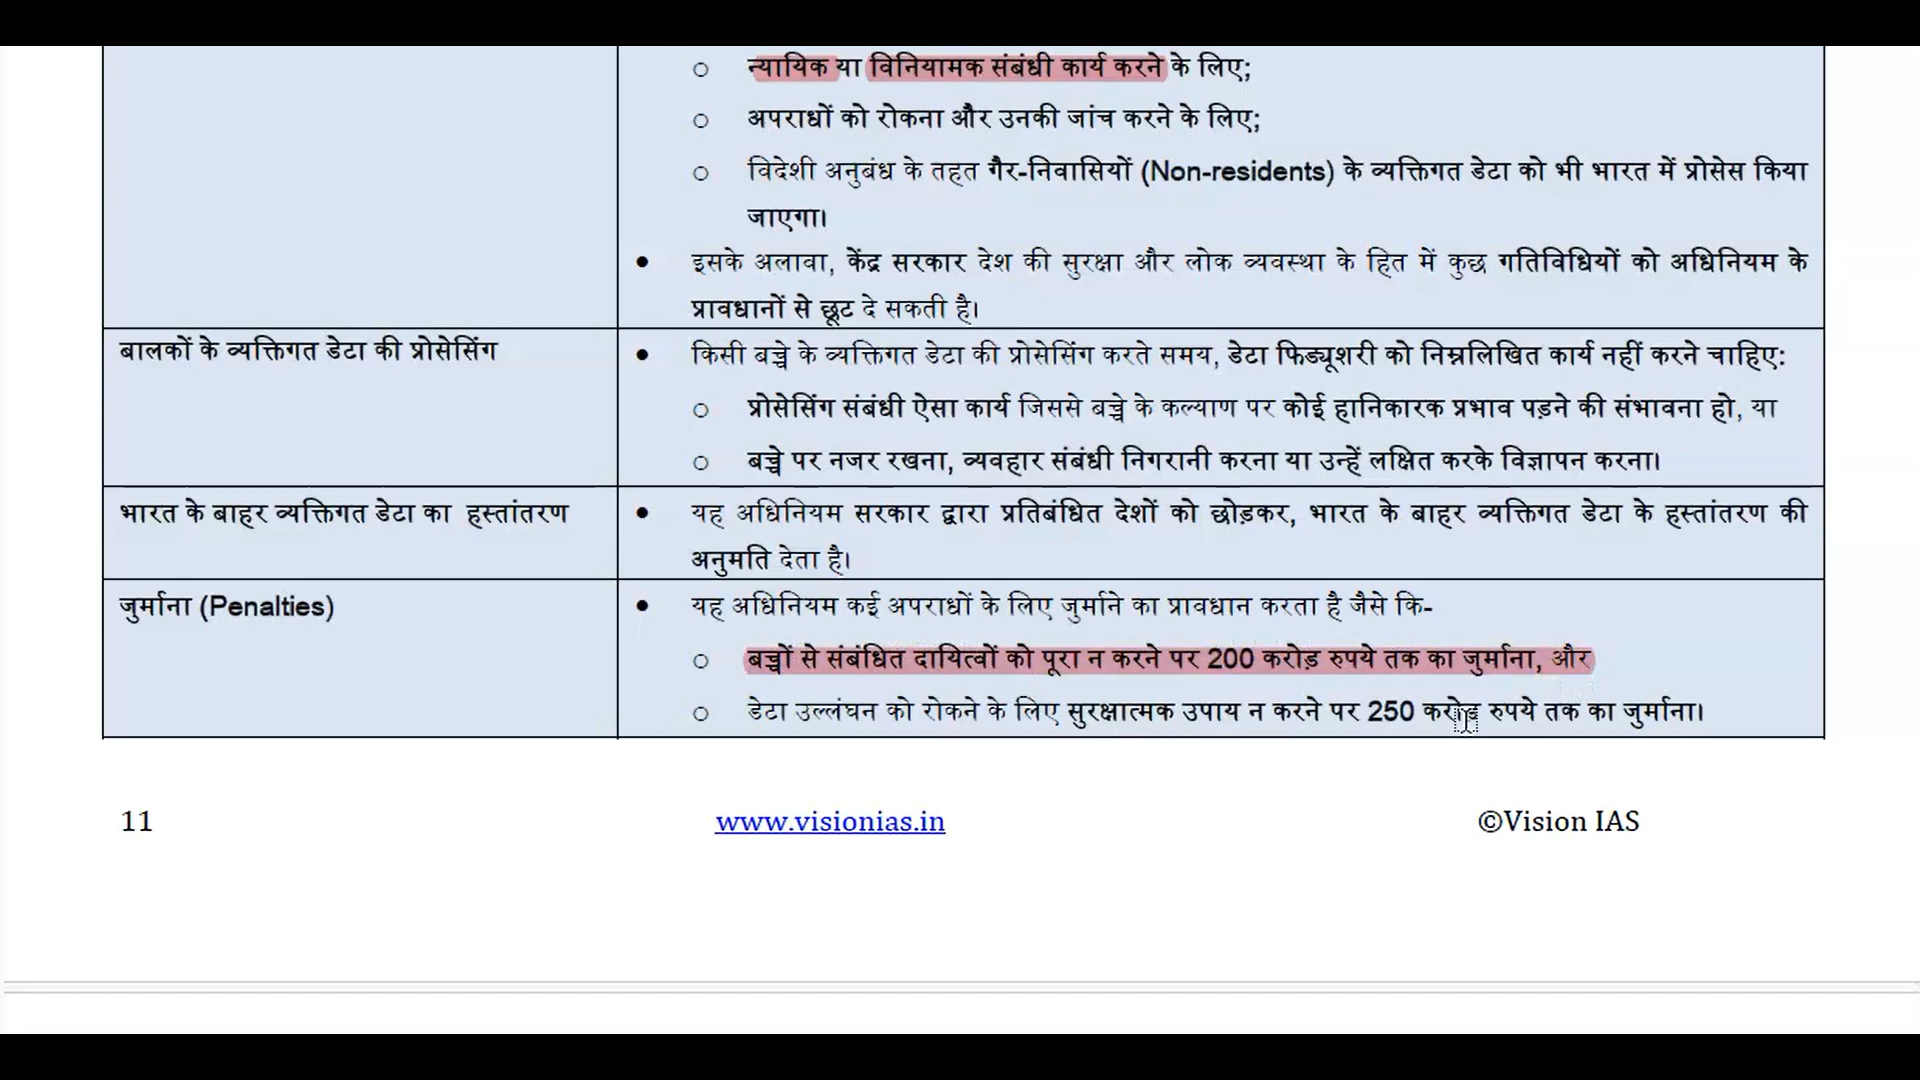 ○ न्यायिक या विनियामक संबंधी कार्य करने के लिए;
○ अपराधों को रोकना और उनकी जांच करने के लिए;
○ विदेशी अनुबंध के तहत गैर-निवासियों (Non-residents) के व्यक्तिगत डेटा को भी भारत में प्रोसेस किया
जाएगा।
● इसके अलावा, केंद्र सरकार देश की सुरक्षा और लोक व्यवस्था के हित में कुछ गतिविधियों को अधिनियम के
प्रावधानों से छूट दे सकती है।
बालकों के व्यक्तिगत डेटा की प्रोसेसिंग
● किसी बच्चे के व्यक्तिगत डेटा की प्रोसेसिंग करते समय, डेटा फिड्यूशरी को निम्नलिखित कार्य नहीं करने चाहिए:
○ प्रोसेसिंग संबंधी ऐसा कार्य जिससे बच्चे के कल्याण पर कोई हानिकारक प्रभाव पड़ने की संभावना हो, या
○ बच्चे पर नजर रखना, व्यवहार संबंधी निगरानी करना या उन्हें लक्षित करके विज्ञापन करना।
भारत के बाहर व्यक्तिगत डेटा का हस्तांतरण
● यह अधिनियम सरकार द्वारा प्रतिबंधित देशों को छोड़कर, भारत के बाहर व्यक्तिगत डेटा के हस्तांतरण की
अनुमति देता है।
जुर्माना (Penalties)
● यह अधिनियम कई अपराधों के लिए जुर्माने का प्रावधान करता है जैसे कि-
○ बच्चों से संबंधित दायित्वों को पूरा न करने पर 200 करोड़ रुपये तक का जुर्माना, और
○ डेटा उल्लंघन को रोकने के लिए सुरक्षात्मक उपाय न करने पर 250 करोड़ रुपये तक का जुर्माना।
11
www.visionias.in
©Vision IAS